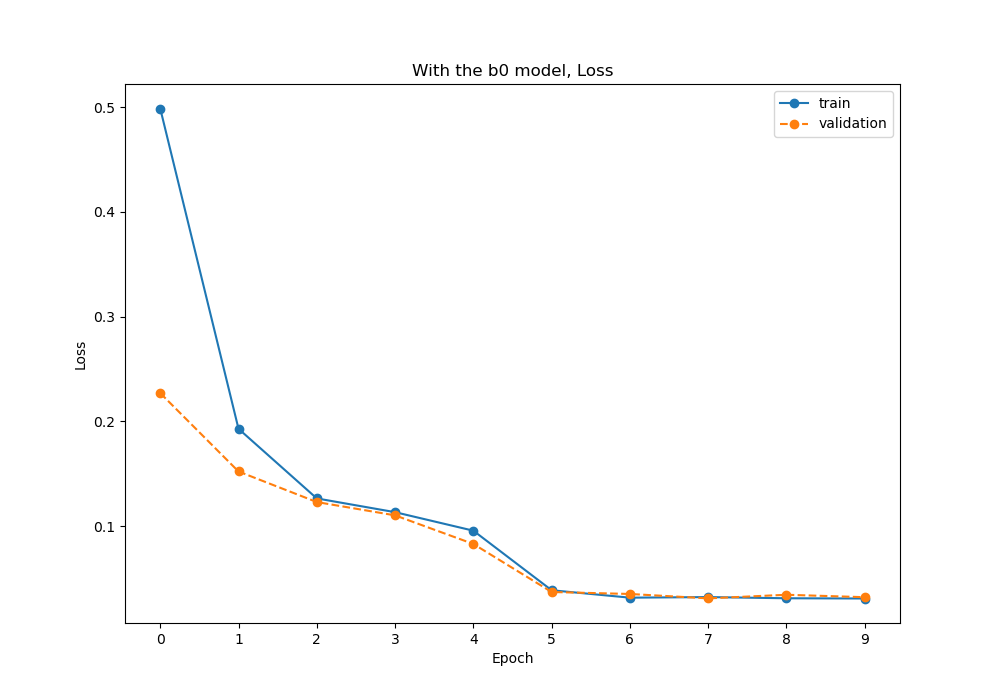 With the b0 model, Loss
train
validation
0.5
0.4
0.3
0.2
0.1
Loss
0 1 2 3 4 5 6 7 8 9
Epoch